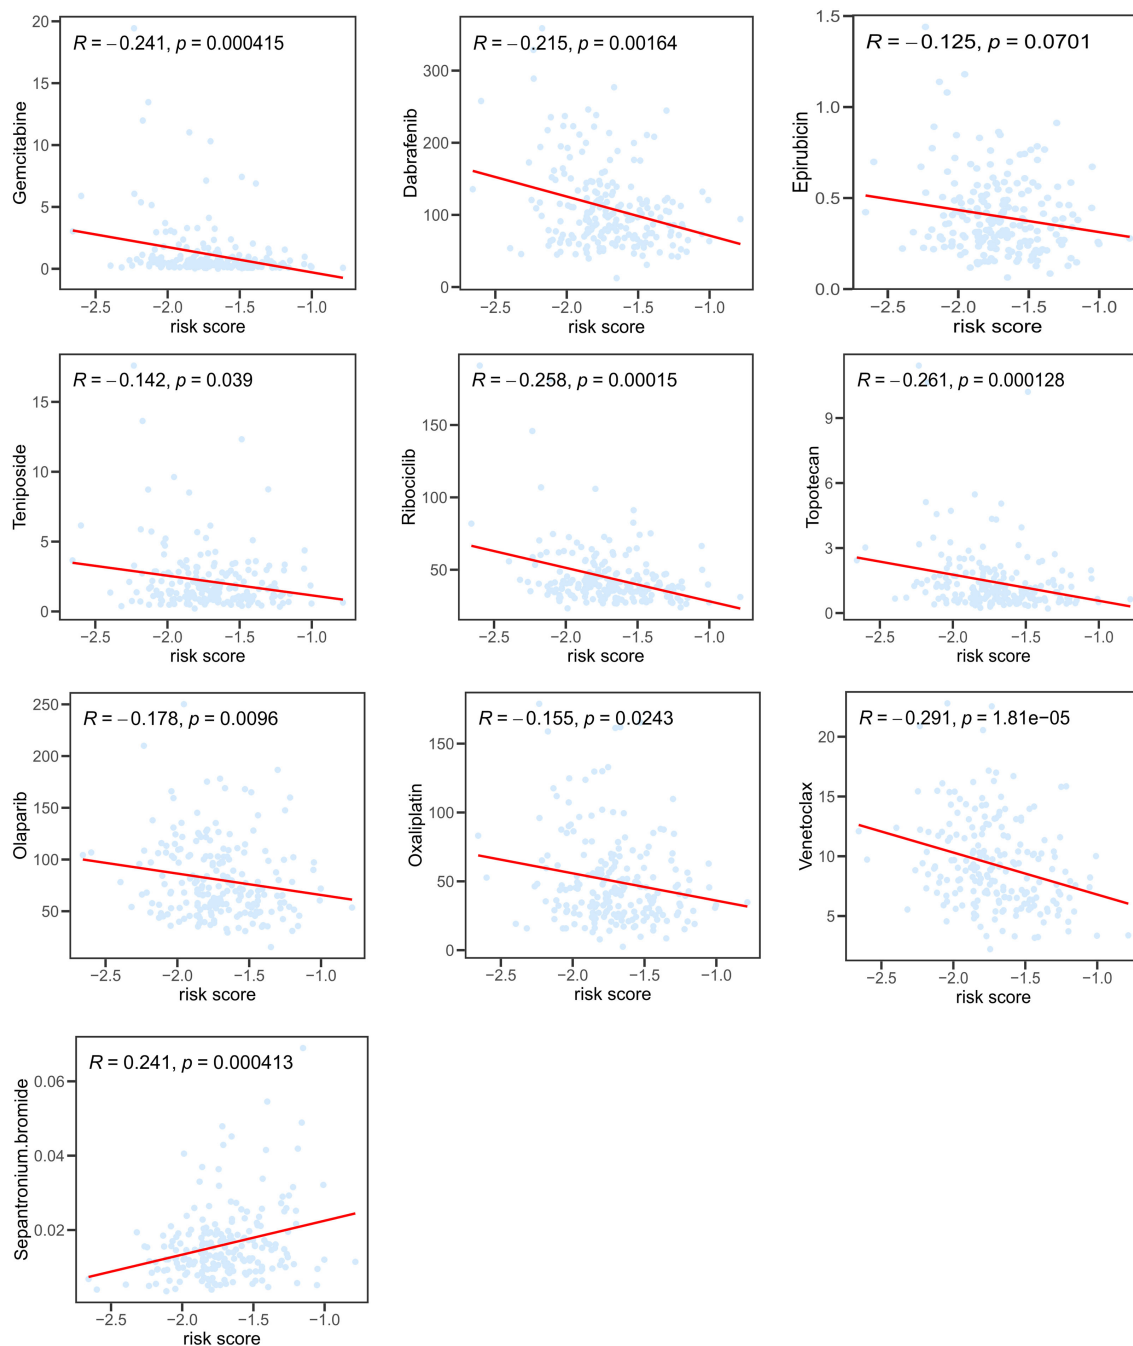 R = −0.241, p = 0.000415
Gemcitabine
20
15
10
5
0
−2.5 −2.0 −1.5 −1.0
risk score
R = −0.215, p = 0.00164
Dabrafenib
300
200
100
0
−2.5 −2.0 −1.5 −1.0
risk score
R = −0.125, p = 0.0701
Epirubicin
1.5
1.0
0.5
0.0
−2.5 −2.0 −1.5 −1.0
risk score
R = −0.142, p = 0.039
Teniposide
15
10
5
0
−2.5 −2.0 −1.5 −1.0
risk score
R = −0.258, p = 0.00015
Ribociclib
150
100
50
−2.5 −2.0 −1.5 −1.0
risk score
R = −0.261, p = 0.000128
Topotecan
9
6
3
0
−2.5 −2.0 −1.5 −1.0
risk score
R = −0.178, p = 0.0096
Olaparib
250
200
150
100
50
−2.5 −2.0 −1.5 −1.0
risk score
R = −0.155, p = 0.0243
Oxaliplatin
150
100
50
0
−2.5 −2.0 −1.5 −1.0
risk score
R = −0.291, p = 1.81e−05
Venetoclax
20
15
10
5
−2.5 −2.0 −1.5 −1.0
risk score
R = 0.241, p = 0.000413
Sepantronium.bromide
0.06
0.04
0.02
−2.5 −2.0 −1.5 −1.0
risk score